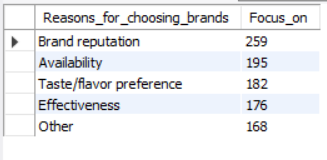 Reasons_for_choosing_brands Focus_on
Brand reputation 259
Availability 195
Taste/flavor preference 182
Effectiveness 176
Other 168